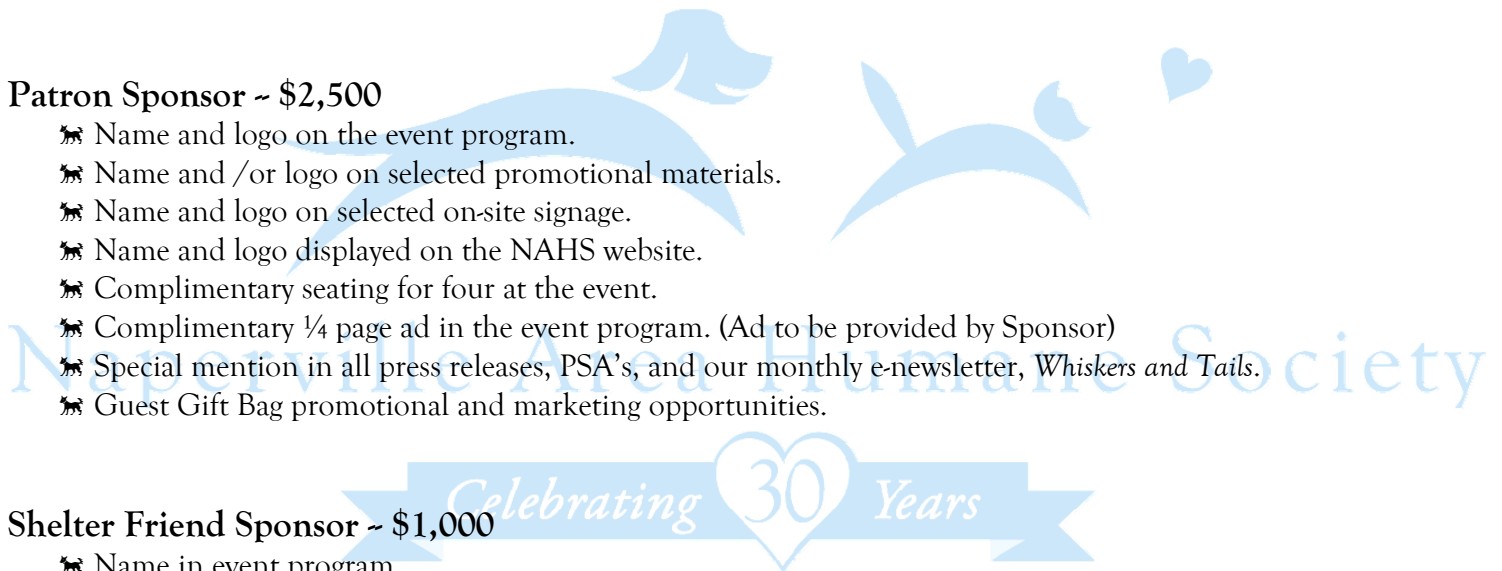 Patron Sponsor ~ $2,500
Name and logo on the event program.
Name and /or logo on selected promotional materials.
Name and logo on selected on-site signage.
Name and logo displayed on the NAHS website.
Complimentary seating for four at the event.
Complimentary ¼ page ad in the event program. (Ad to be provided by Sponsor)
Naperville Area Humane Society
Special mention in all press releases, PSA's, and our monthly e-newsletter, Whiskers and Tails.
Guest Gift Bag promotional and marketing opportunities.
Celebrating 30 Years
Shelter Friend Sponsor ~ $1,000
Name in event program